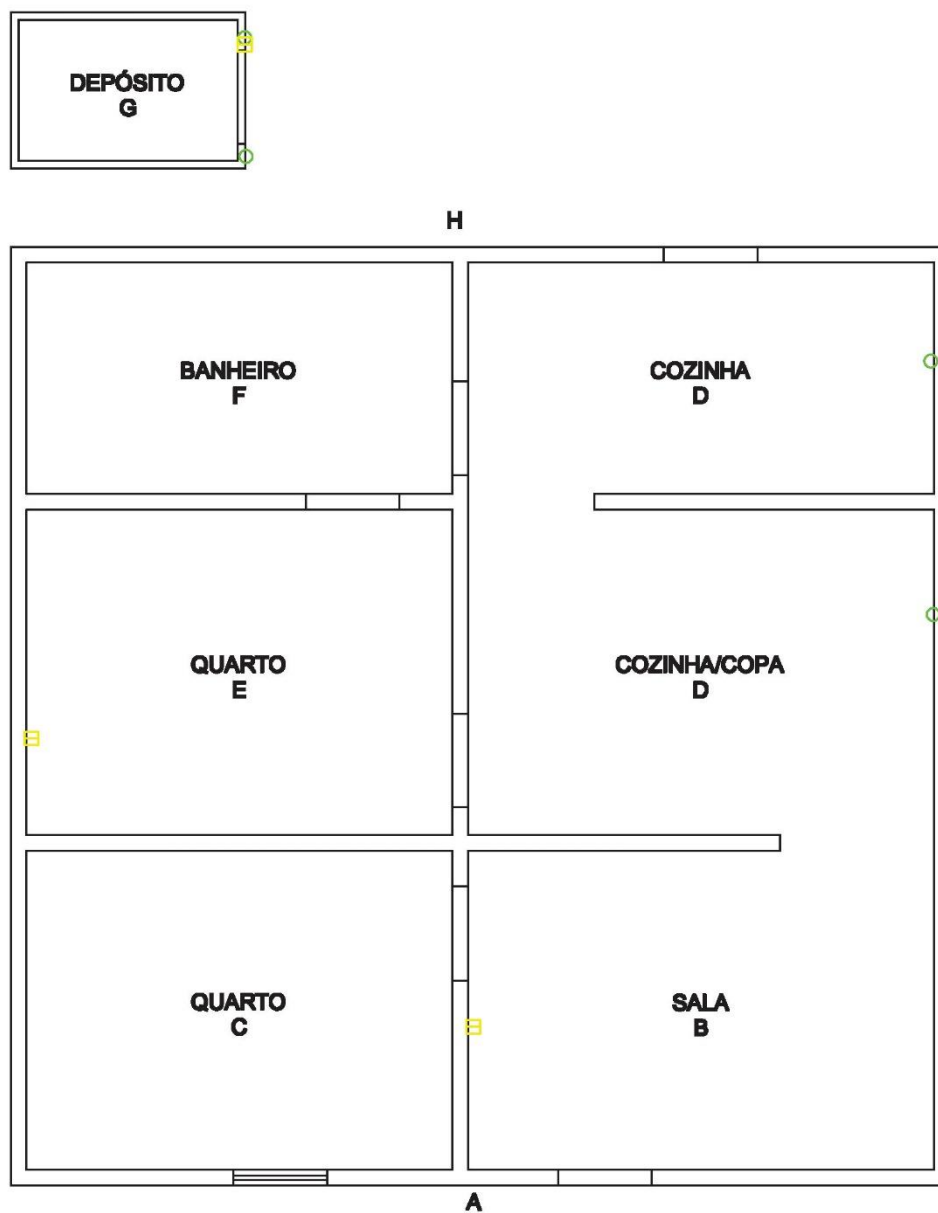 DEPÓSITO
G
H
BANHEIRO
F
COZINHA
D
QUARTO
E
COZINHA/COPA
D
QUARTO
C
SALA
B
A